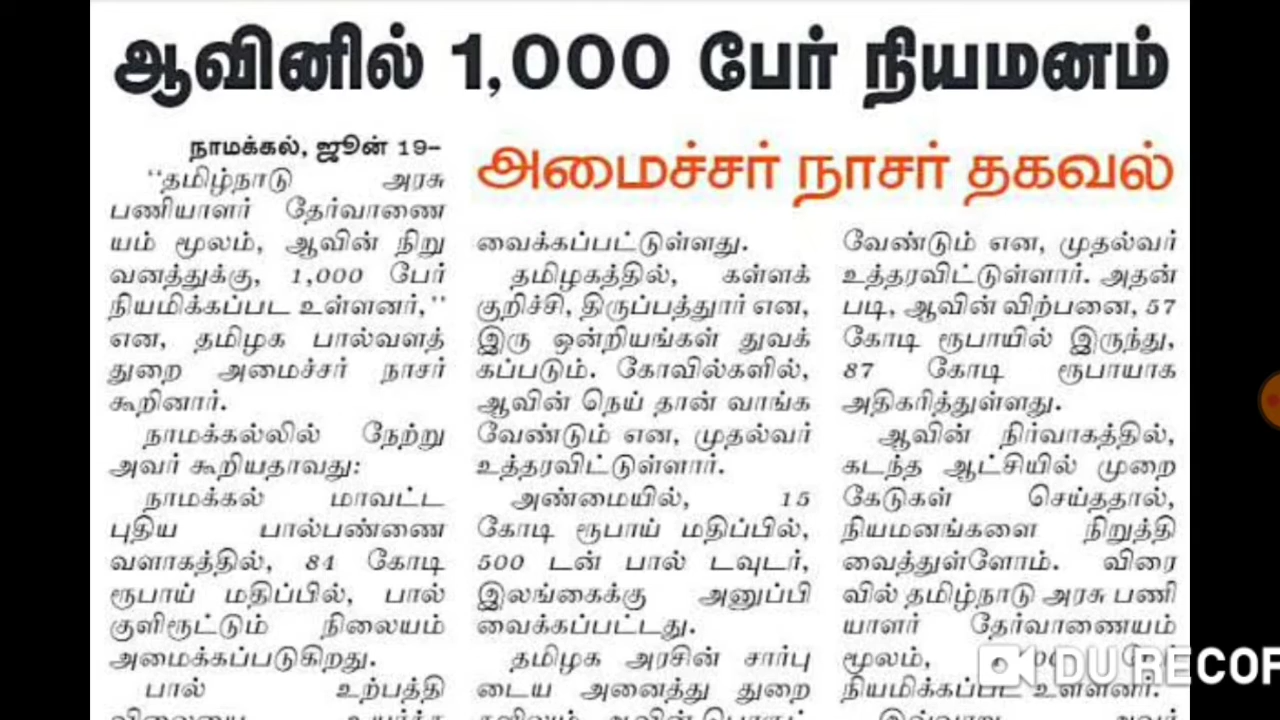 ஆவினில் 1,000 பேர் நியமனம்
அமைச்சர் நாசர் தகவல்
நாமக்கல், ஜூன் 19–
‘‘தமிழ்நாடு அரசு
பணியாளர் தேர்வாணை
யம் மூலம், ஆவின் நிறு
வனத்துக்கு, 1,000 பேர்
நியமிக்கப்பட உள்ளனர்,’’
என, தமிழக பால்வளத்
துறை அமைச்சர் நாசர்
கூறினார்.
நாமக்கல்லில் நேற்று
அவர் கூறியதாவது:
நாமக்கல் மாவட்ட
புதிய பால்பண்ணை
வளாகத்தில், 84 கோடி
ரூபாய் மதிப்பில், பால்
குளிரூட்டும் நிலையம்
அமைக்கப்படுகிறது.
பால் உற்பத்தி
வைக்கப்பட்டுள்ளது.
தமிழகத்தில், கள்ளக்
குறிச்சி, திருப்பத்துார் என,
இரு ஒன்றியங்கள் துவக்
கப்படும். கோவில்களில்,
ஆவின் நெய் தான் வாங்க
வேண்டும் என, முதல்வர்
உத்தரவிட்டுள்ளார்.
அண்மையில், 15
கோடி ரூபாய் மதிப்பில்,
500 டன் பால் டவுடர்,
இலங்கைக்கு அனுப்பி
வைக்கப்பட்டது.
தமிழக அரசின் சார்பு
டைய அனைத்து துறை
வேண்டும் என, முதல்வர்
உத்தரவிட்டுள்ளார். அதன்
படி, ஆவின் விற்பனை, 57
கோடி ரூபாயில் இருந்து,
87 கோடி ரூபாயாக
அதிகரித்துள்ளது.
ஆவின் நிர்வாகத்தில்,
கடந்த ஆட்சியில் முறை
கேடுகள் செய்ததால்,
நியமனங்களை நிறுத்தி
வைத்துள்ளோம். விரை
வில் தமிழ்நாடு அரசு பணி
யாளர் தேர்வாணையம்
மூலம்,
நியமிக்கப்பட உள்ளனர்.
DU RECOR